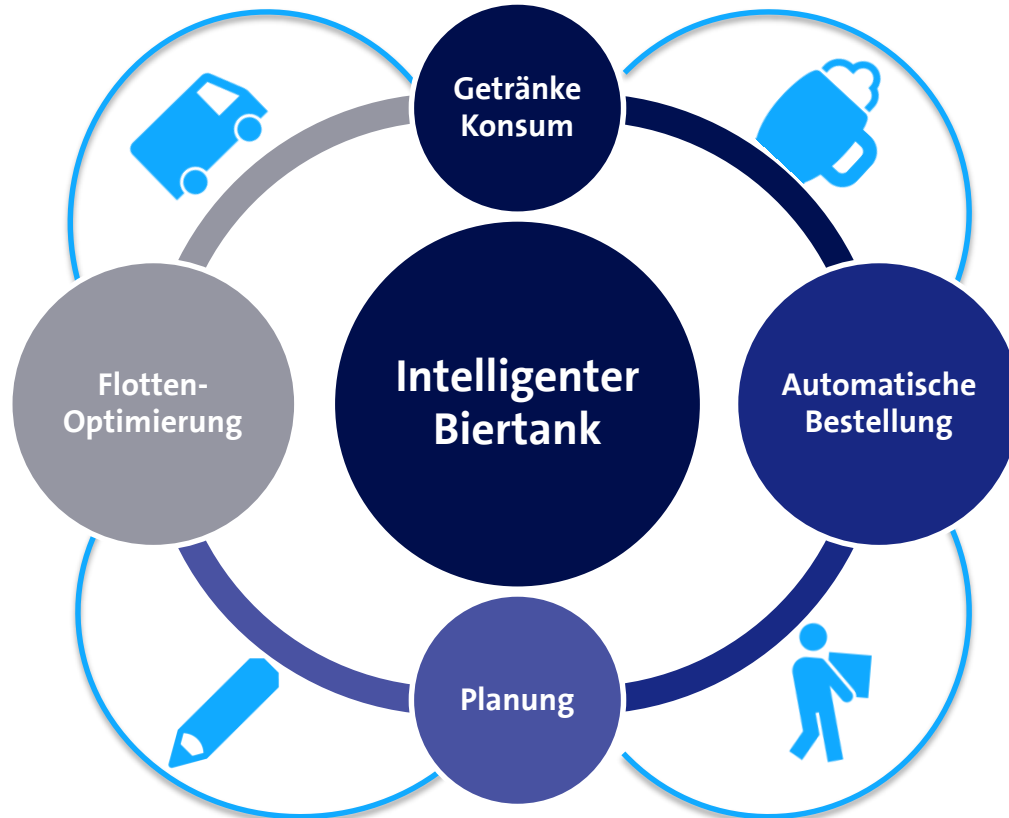 Getränke
Konsum
Intelligenter
Biertank
Flotten-
Optimierung
Automatische
Bestellung
Planung